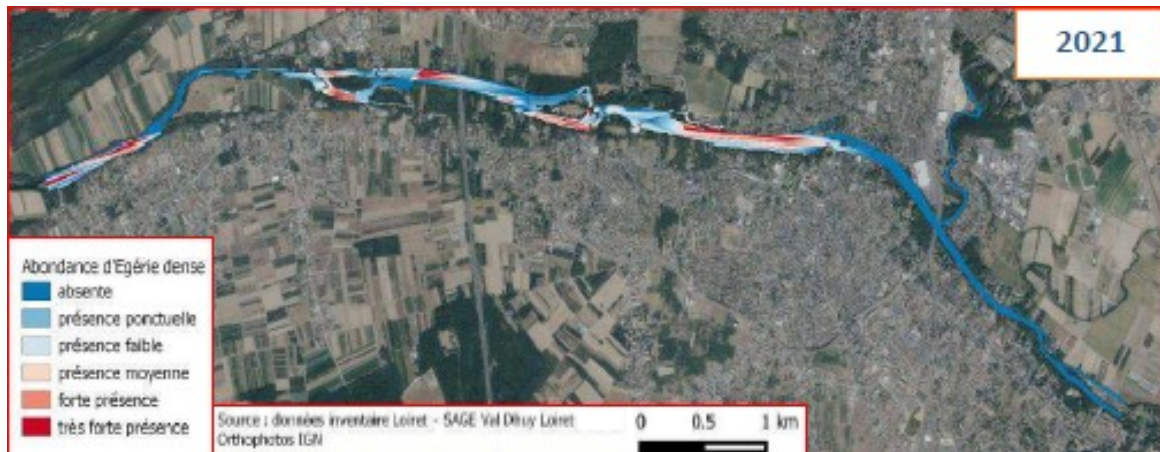 2021
Abondance d'Egérie dense
absente
présence ponctuelle
présence faible
présence moyenne
forte présence
très forte présence
Source : données inventaire Loiret - SAGE Val Dhuy Loiret
Orthophotos IGN
0 0.5 1 km